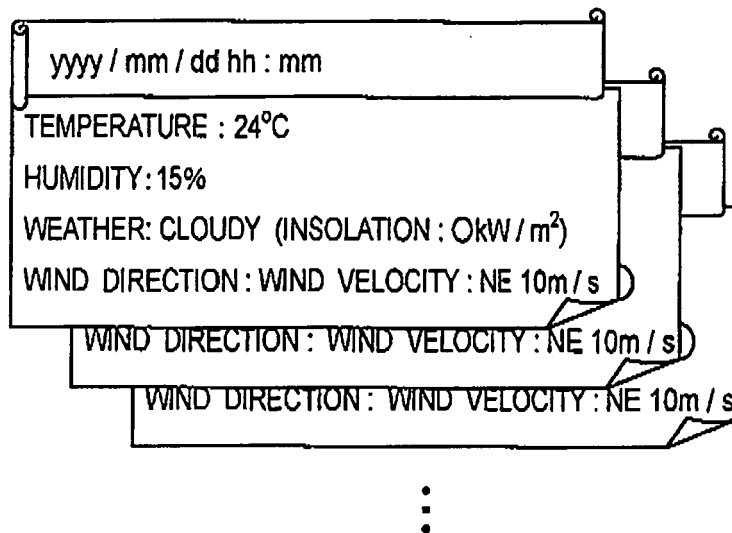 yyyy / mm / dd hh : mm
TEMPERATURE : 24°C
HUMIDITY : 15%
WEATHER: CLOUDY (INSOLATION : OkW / m²)
WIND DIRECTION : WIND VELOCITY : NE 10m / s
WIND DIRECTION : WIND VELOCITY : NE 10m / s
WIND DIRECTION : WIND VELOCITY : NE 10m / s